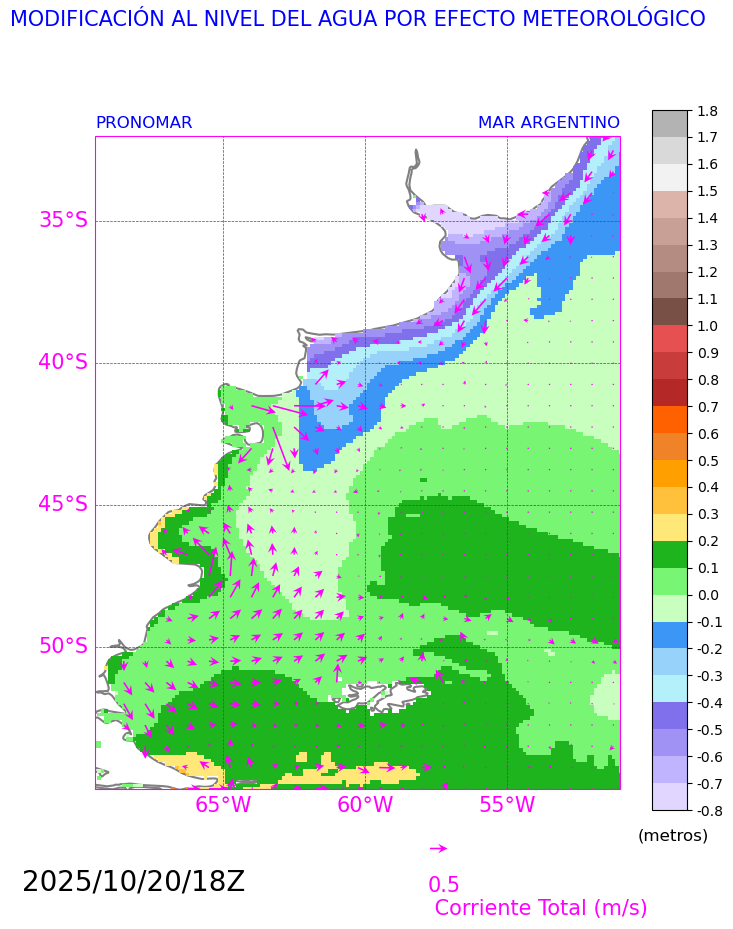 MODIFICACIÓN AL NIVEL DEL AGUA POR EFECTO METEOROLÓGICO
PRONOMAR
MAR ARGENTINO
1.8
1.7
1.6
1.5
1.4
1.3
1.2
1.1
1.0
0.9
0.8
0.7
0.6
0.5
0.4
0.3
0.2
0.1
0.0
-0.1
-0.2
-0.3
-0.4
-0.5
-0.6
-0.7
-0.8
(metros)
35°S
40°S
45°S
50°S
65°W
60°W
55°W
2025/10/20/18Z
0.5
Corriente Total (m/s)